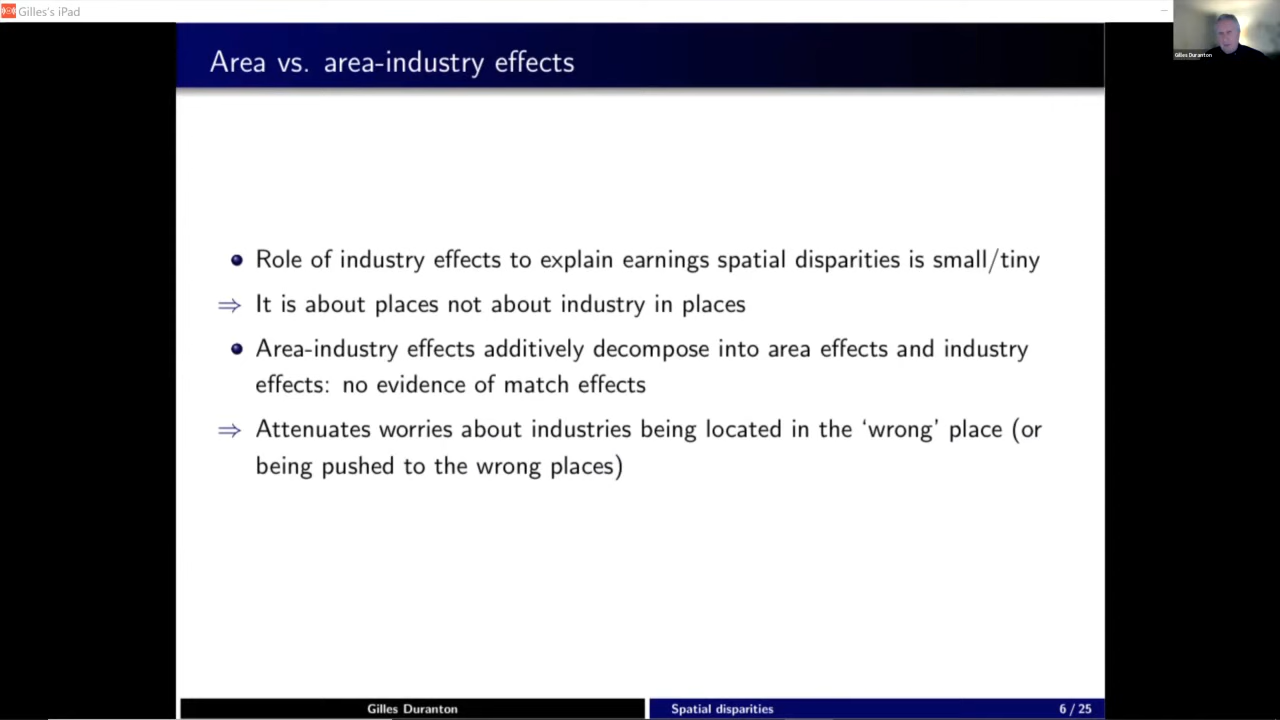 Gilles's iPad
Gilles Duranton
Area vs. area-industry effects
Role of industry effects to explain earnings spatial disparities is small/tiny
⇒ It is about places not about industry in places
Area-industry effects additively decompose into area effects and industry
effects: no evidence of match effects
⇒ Attenuates worries about industries being located in the ‘wrong’ place (or
being pushed to the wrong places)
Gilles Duranton
Spatial disparities
6 / 25